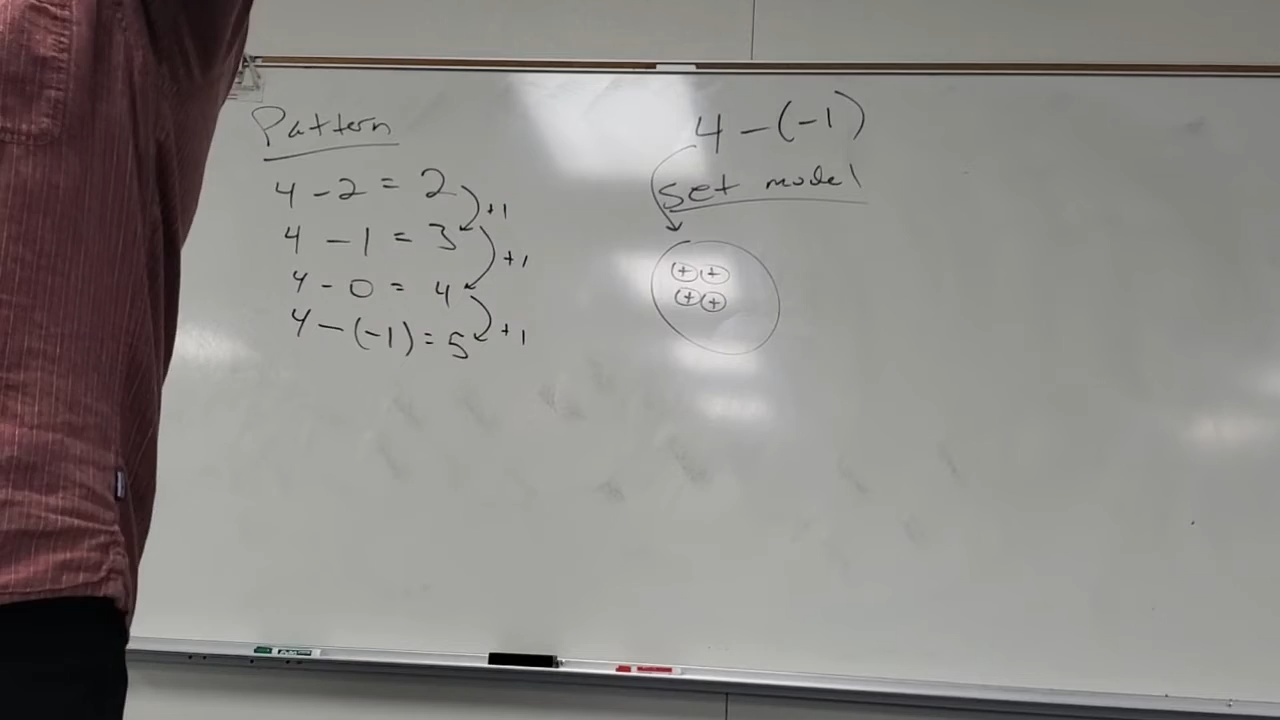 Pattern
4 - 2 = 2
+1
4 - 1 = 3
+1
4 - 0 = 4
+1
4 - (-1) = 5
4 - (-1)
set model
+ +
+ +